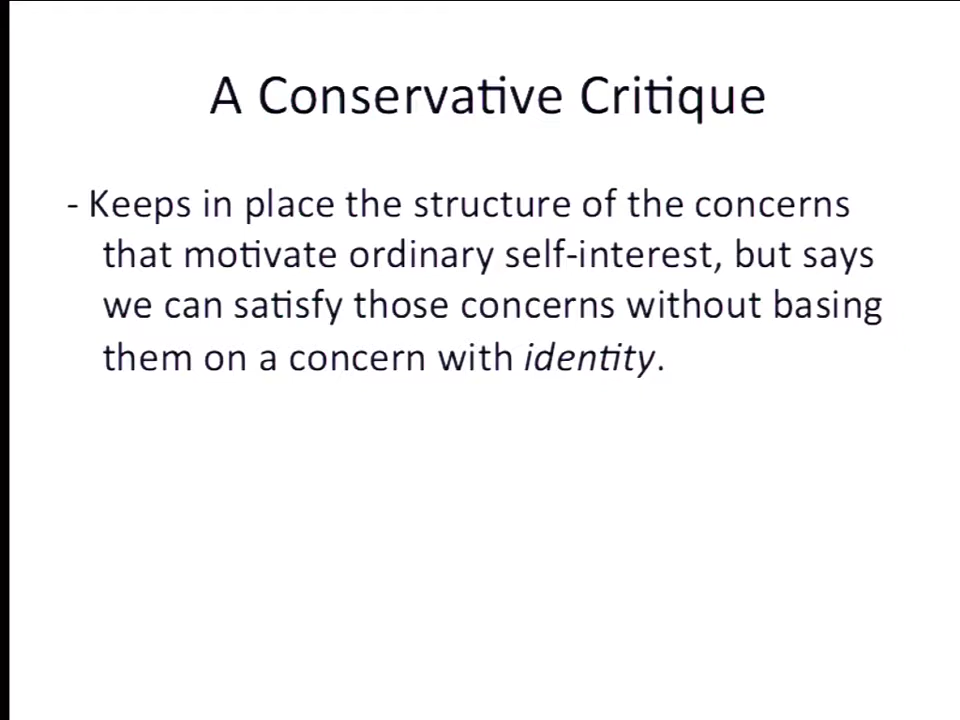 A Conservative Critique
- Keeps in place the structure of the concerns
that motivate ordinary self-interest, but says
we can satisfy those concerns without basing
them on a concern with identity.